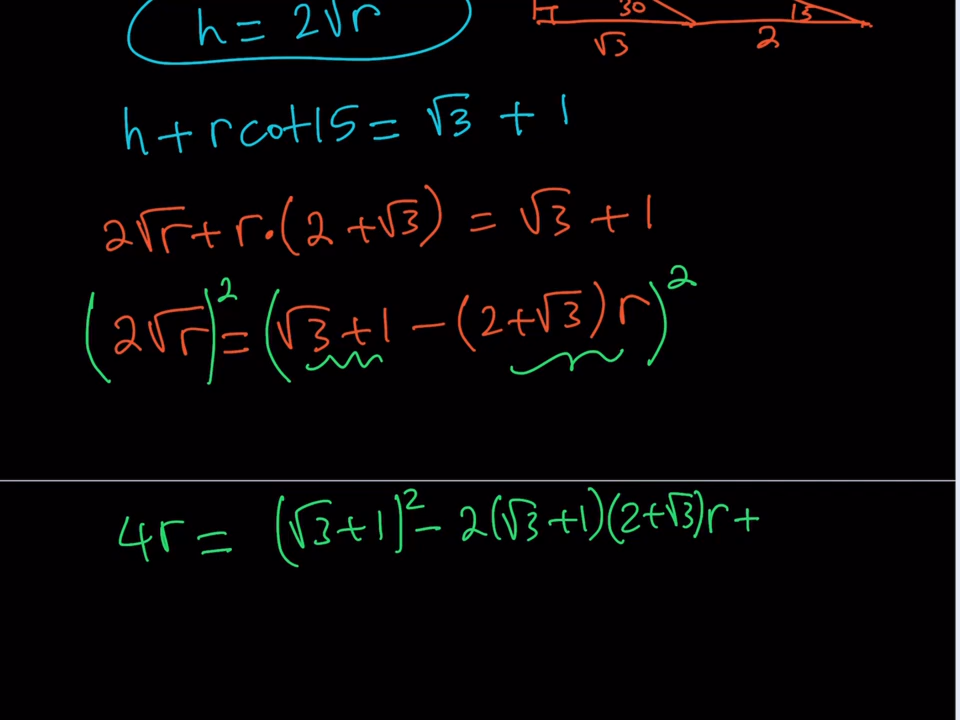 h = 2√r
30
15
√3
2
h + r cot 15 = √3 + 1
2√r + r·(2 + √3) = √3 + 1
(2√r)² = (√3 + 1 − (2 + √3) r)²
4r = (√3 + 1)² − 2(√3 + 1)(2 + √3)r +